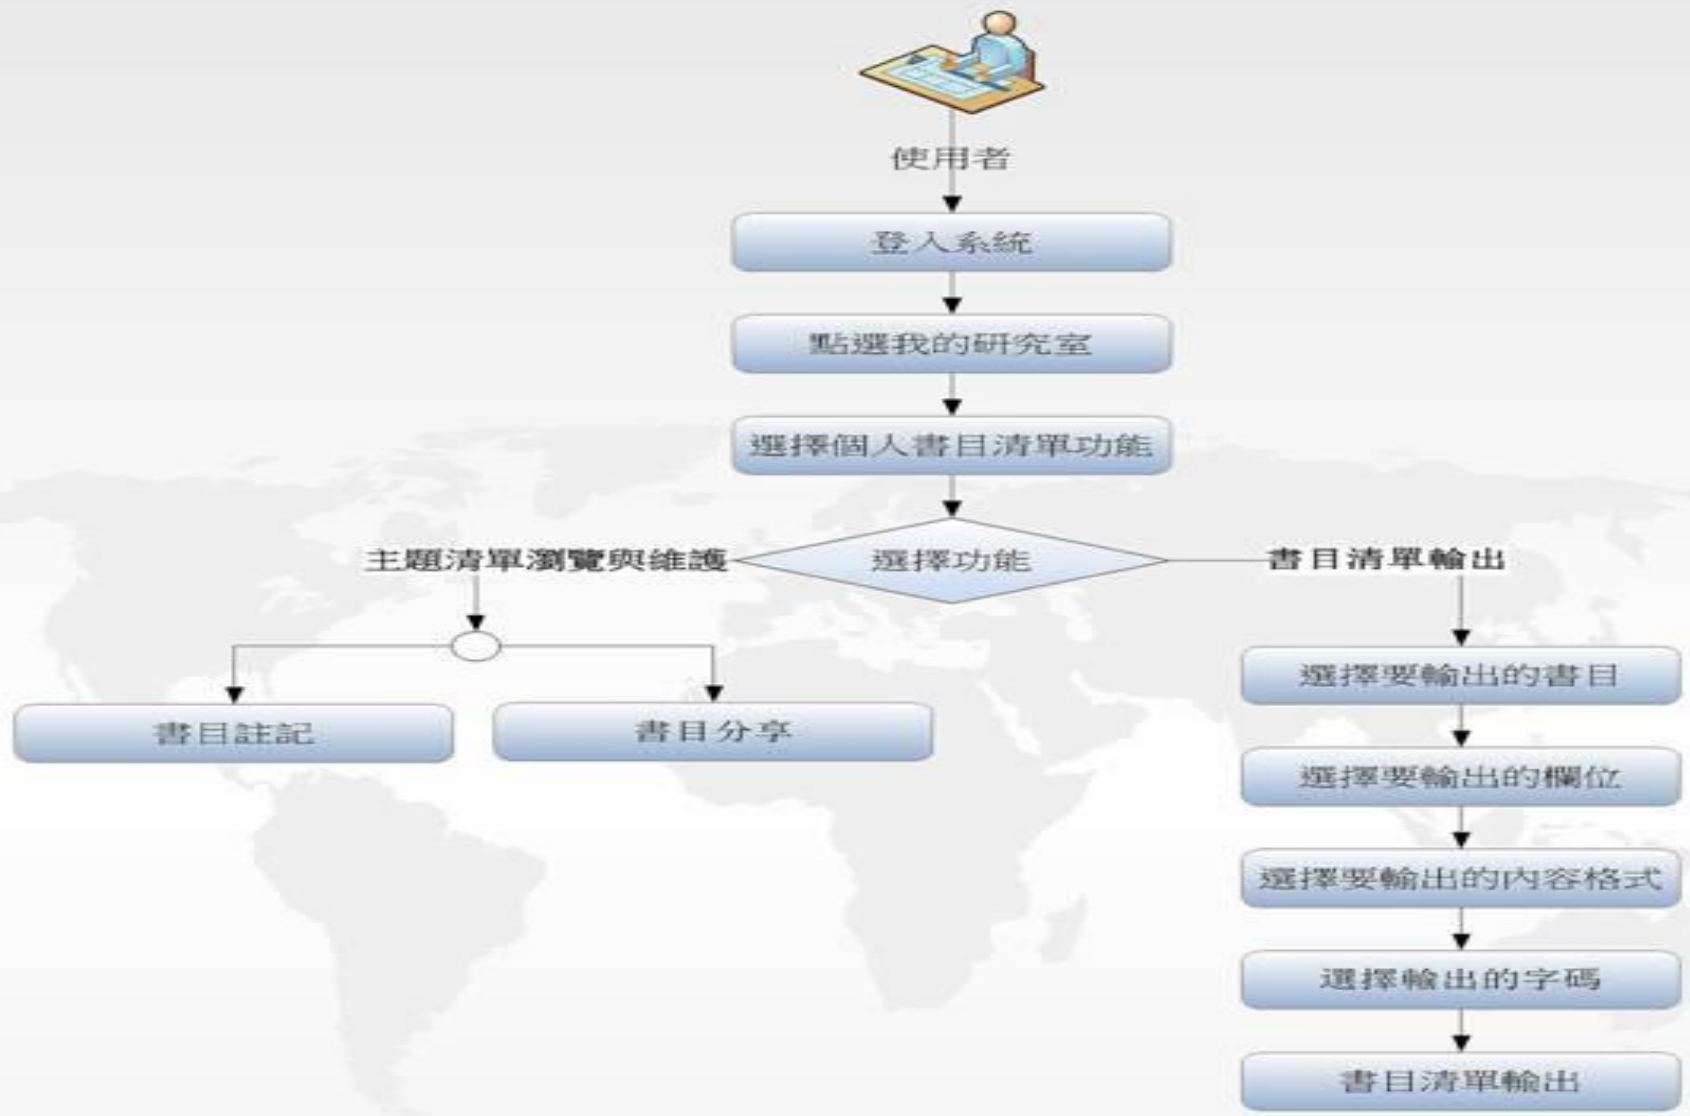 使用者
登入系統
點選我的研究室
選擇個人書目清單功能
選擇功能
主題清單瀏覽與維護
書目註記
書目分享
書目清單輸出
選擇要輸出的書目
選擇要輸出的欄位
選擇要輸出的內容格式
選擇輸出的字碼
書目清單輸出